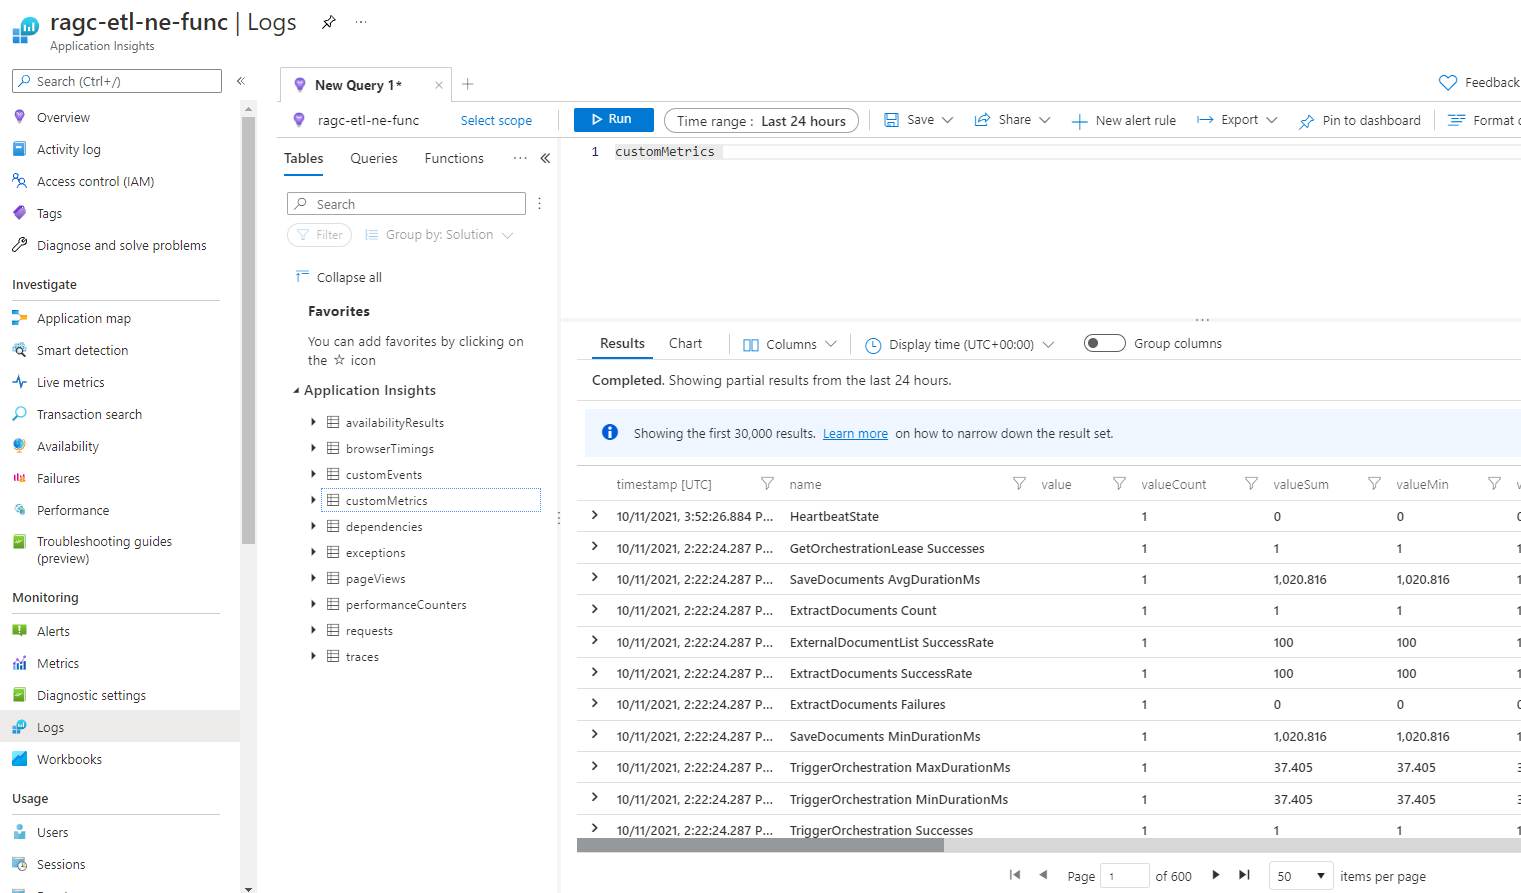 ragc-etl-ne-func | Logs
Application Insights
Search (Ctrl+/)
Overview
Activity log
Access control (IAM)
Tags
Diagnose and solve problems
Investigate
Application map
Smart detection
Live metrics
Transaction search
Availability
Failures
Performance
Troubleshooting guides
(preview)
Monitoring
Alerts
Metrics
Diagnostic settings
Logs
Workbooks
Usage
Users
Sessions
New Query 1*
Feedback
ragc-etl-ne-func Select scope
Run Time range : Last 24 hours Save Share New alert rule Export Pin to dashboard Format
Tables Queries Functions
Search
Filter Group by: Solution
Collapse all
Favorites
You can add favorites by clicking on
the ☆ icon
Application Insights
availabilityResults
browserTimings
customEvents
customMetrics
dependencies
exceptions
pageViews
performanceCounters
requests
traces
1 customMetrics
Results Chart Columns Display time (UTC+00:00) Group columns
Completed. Showing partial results from the last 24 hours.
Showing the first 30,000 results. Learn more on how to narrow down the result set.
timestamp [UTC] name value valueCount valueSum valueMin
10/11/2021, 3:52:26.884 P... HeartbeatState 1 0 0
10/11/2021, 2:22:24.287 P... GetOrchestrationLease Successes 1 1 1
10/11/2021, 2:22:24.287 P... SaveDocuments AvgDurationMs 1 1,020.816 1,020.816
10/11/2021, 2:22:24.287 P... ExtractDocuments Count 1 1 1
10/11/2021, 2:22:24.287 P... ExternalDocumentList SuccessRate 1 100 100
10/11/2021, 2:22:24.287 P... ExtractDocuments SuccessRate 1 100 100
10/11/2021, 2:22:24.287 P... ExtractDocuments Failures 1 0 0
10/11/2021, 2:22:24.287 P... SaveDocuments MinDurationMs 1 1,020.816 1,020.816
10/11/2021, 2:22:24.287 P... TriggerOrchestration MaxDurationMs 1 37.405 37.405
10/11/2021, 2:22:24.287 P... TriggerOrchestration MinDurationMs 1 37.405 37.405
10/11/2021, 2:22:24.287 P... TriggerOrchestration Successes 1 1 1
Page 1 of 600 50 items per page